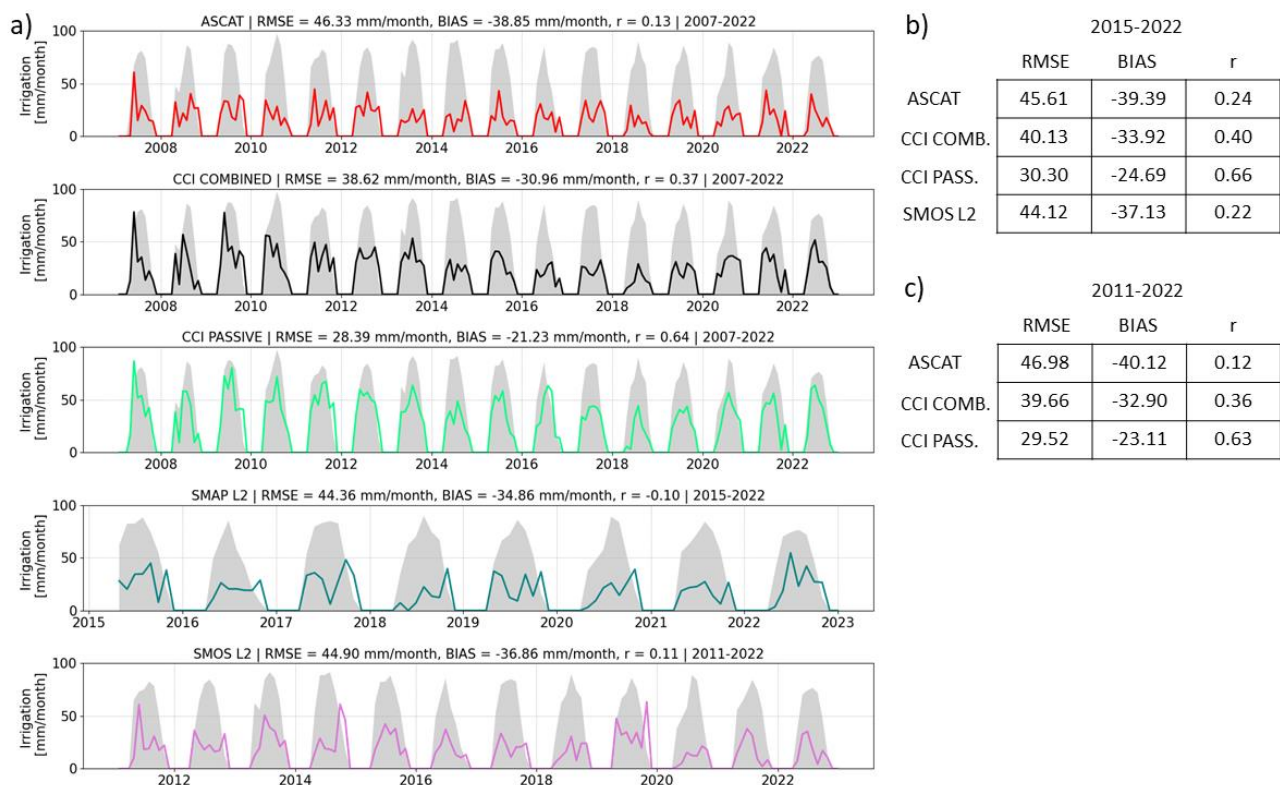 a)
ASCAT | RMSE = 46.33 mm/month, BIAS = -38.85 mm/month, r = 0.13 | 2007-2022
Irrigation
[mm/month]
100
50
0
2008 2010 2012 2014 2016 2018 2020 2022
CCI COMBINED | RMSE = 38.62 mm/month, BIAS = -30.96 mm/month, r = 0.37 | 2007-2022
Irrigation
[mm/month]
100
50
0
2008 2010 2012 2014 2016 2018 2020 2022
CCI PASSIVE | RMSE = 28.39 mm/month, BIAS = -21.23 mm/month, r = 0.64 | 2007-2022
Irrigation
[mm/month]
100
50
0
2008 2010 2012 2014 2016 2018 2020 2022
SMAP L2 | RMSE = 44.36 mm/month, BIAS = -34.86 mm/month, r = -0.10 | 2015-2022
Irrigation
[mm/month]
100
50
0
2015 2016 2017 2018 2019 2020 2021 2022 2023
SMOS L2 | RMSE = 44.90 mm/month, BIAS = -36.86 mm/month, r = 0.11 | 2011-2022
Irrigation
[mm/month]
100
50
0
2012 2014 2016 2018 2020 2022
b)
2015-2022
RMSE BIAS r
ASCAT 45.61 -39.39 0.24
CCI COMB. 40.13 -33.92 0.40
CCI PASS. 30.30 -24.69 0.66
SMOS L2 44.12 -37.13 0.22
c)
2011-2022
RMSE BIAS r
ASCAT 46.98 -40.12 0.12
CCI COMB. 39.66 -32.90 0.36
CCI PASS. 29.52 -23.11 0.63